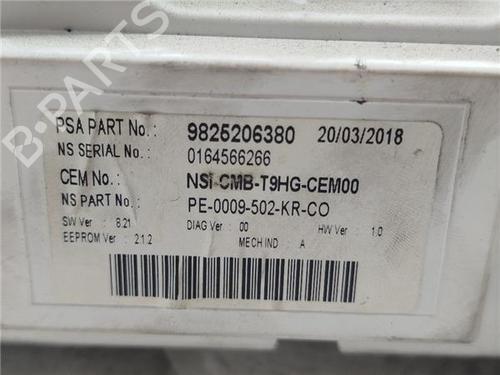 B-PARTS
PSA PART No.: 9825206380 20/03/2018
NS SERIAL No.: 0164566266
CEM No.: NSI-CMB-T9HG-CEM00
NS PART No.: PE-0009-502-KR-CO
SW Ver : 8.21 DIAG Ver : 00 HW Ver : 1.0
EEPROM Ver : 2.1.2 MECH IND : A